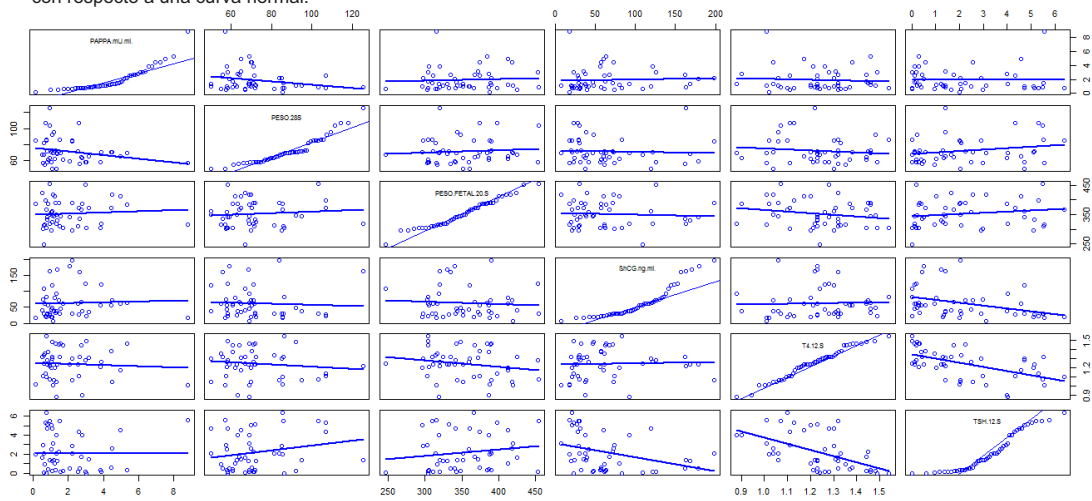 con respecto a una curva normal.
60 80 100 120
0 50 100 150 200
0 1 2 3 4 5 6
PAPPA.mU.ml.
0 2 4 6 8
PESO.28S
60 100
PESO.FETAL.20.S
250 350 450
0 50 100 150
ShCG.ng.ml.
T4.12.S
0.9 1.2 1.5
0 1 2 3 4 5 6
TSH.12.S
0 2 4 6 8
250 300 350 400 450
0.9 1.0 1.1 1.2 1.3 1.4 1.5